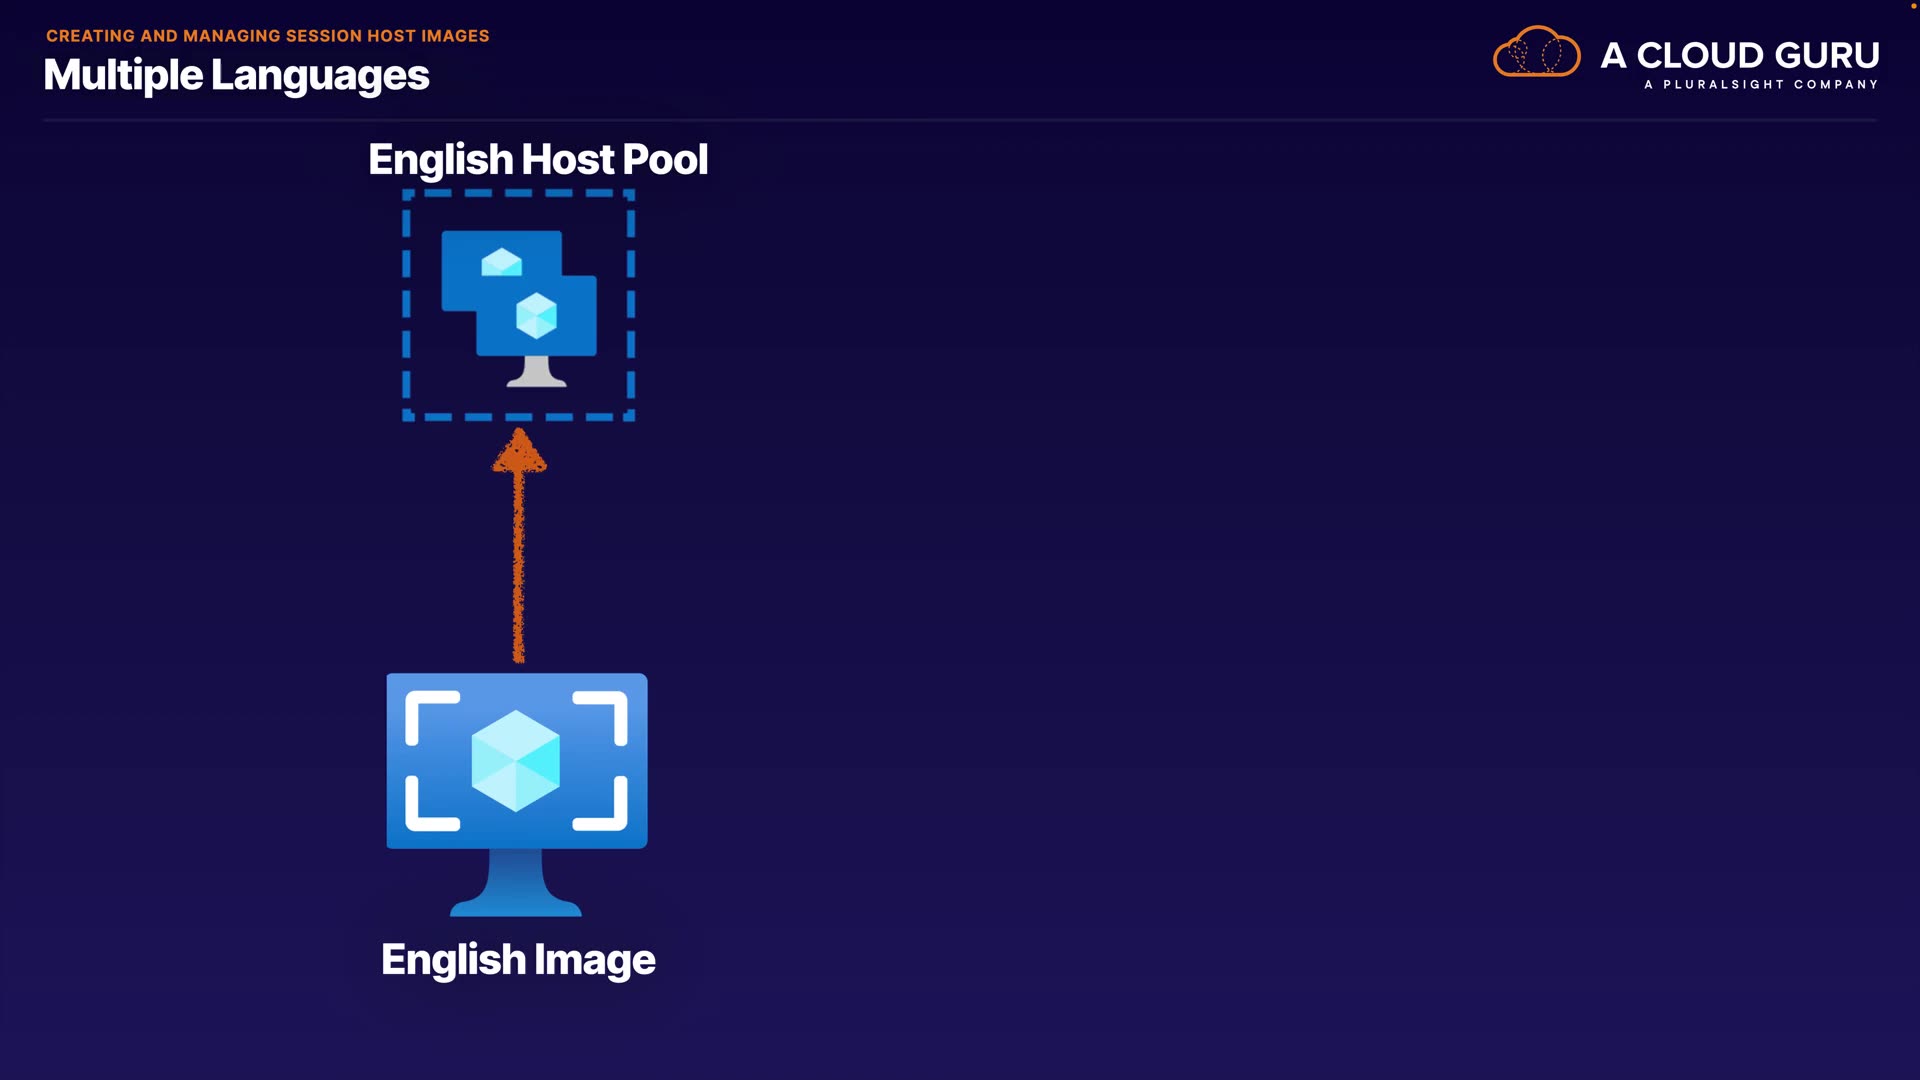 CREATING AND MANAGING SESSION HOST IMAGES
Multiple Languages
A CLOUD GURU
A PLURALSIGHT COMPANY
English Host Pool
English Image